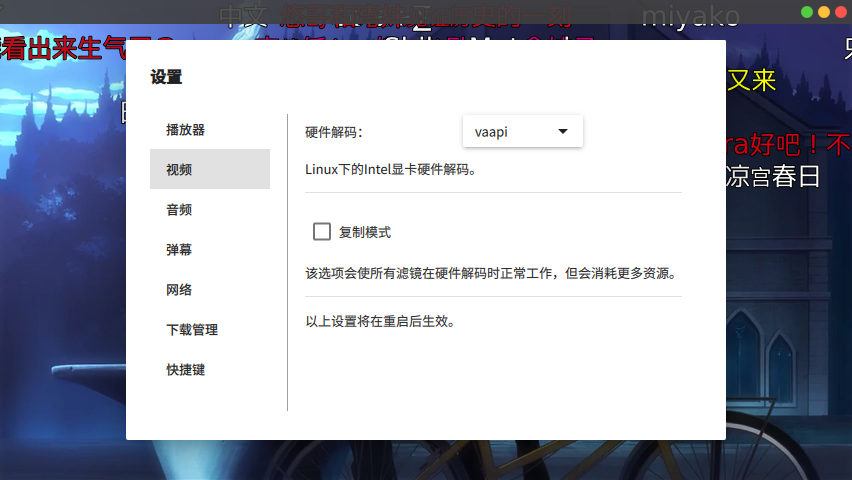 miyako
又来
ra好吧！不
凉宫春日
看出来生气
设置
播放器
视频
音频
弹幕
网络
下载管理
快捷键
硬件解码：
vaapi
Linux下的Intel显卡硬件解码。
复制模式
该选项会使所有滤镜在硬件解码时正常工作，但会消耗更多资源。
以上设置将在重启后生效。